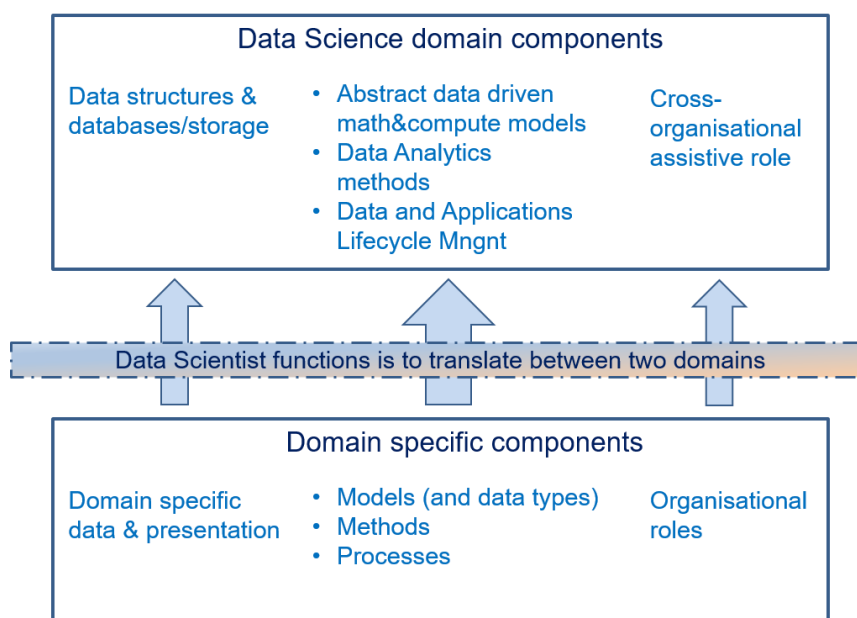 Data Science domain components
Data structures &
databases/storage
• Abstract data driven
math&compute models
• Data Analytics
methods
• Data and Applications
Lifecycle Mngnt
Cross-
organisational
assistive role
Data Scientist functions is to translate between two domains
Domain specific components
Domain specific
data & presentation
• Models (and data types)
• Methods
• Processes
Organisational
roles